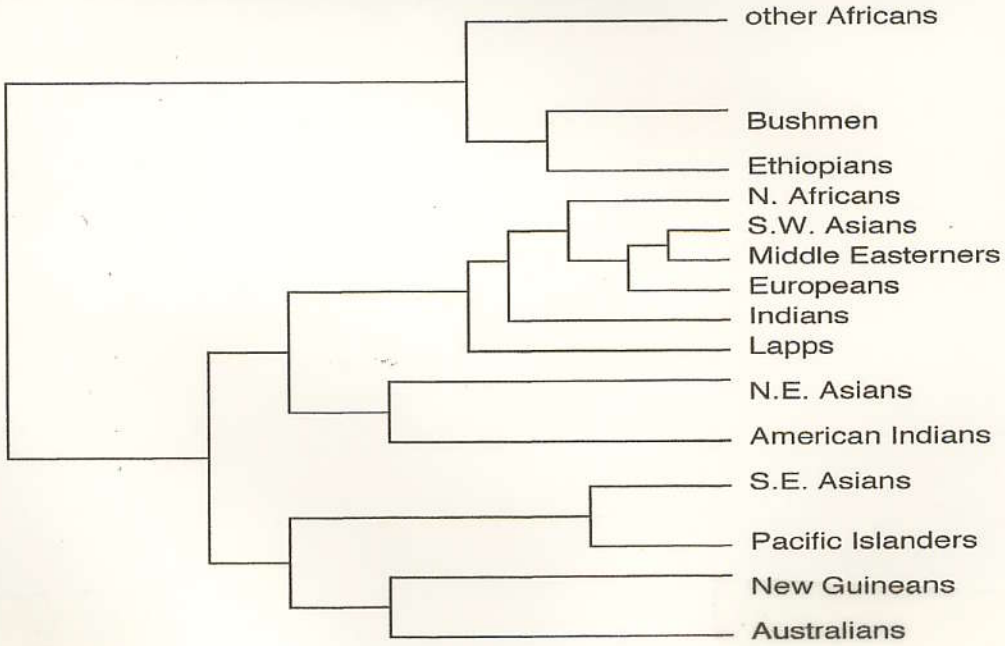 other Africans
Bushmen
Ethiopians
N. Africans
S.W. Asians
Middle Easterners
Europeans
Indians
Lapps
N.E. Asians
American Indians
S.E. Asians
Pacific Islanders
New Guineans
Australians